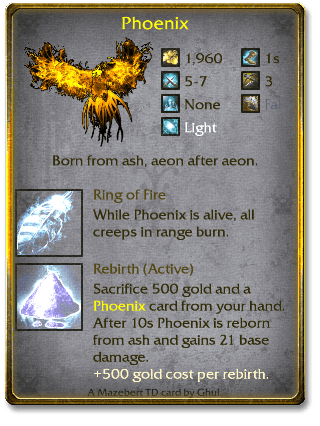 Phoenix
1,960 1s
5-7 3
None
Light
Born from ash, aeon after aeon.
Ring of Fire
While Phoenix is alive, all
creeps in range burn.
Rebirth (Active)
Sacrifice 500 gold and a
Phoenix card from your hand.
After 10s Phoenix is reborn
from ash and gains 21 base
damage.
+500 gold cost per rebirth.
A Mazebert TD card by Ghul...